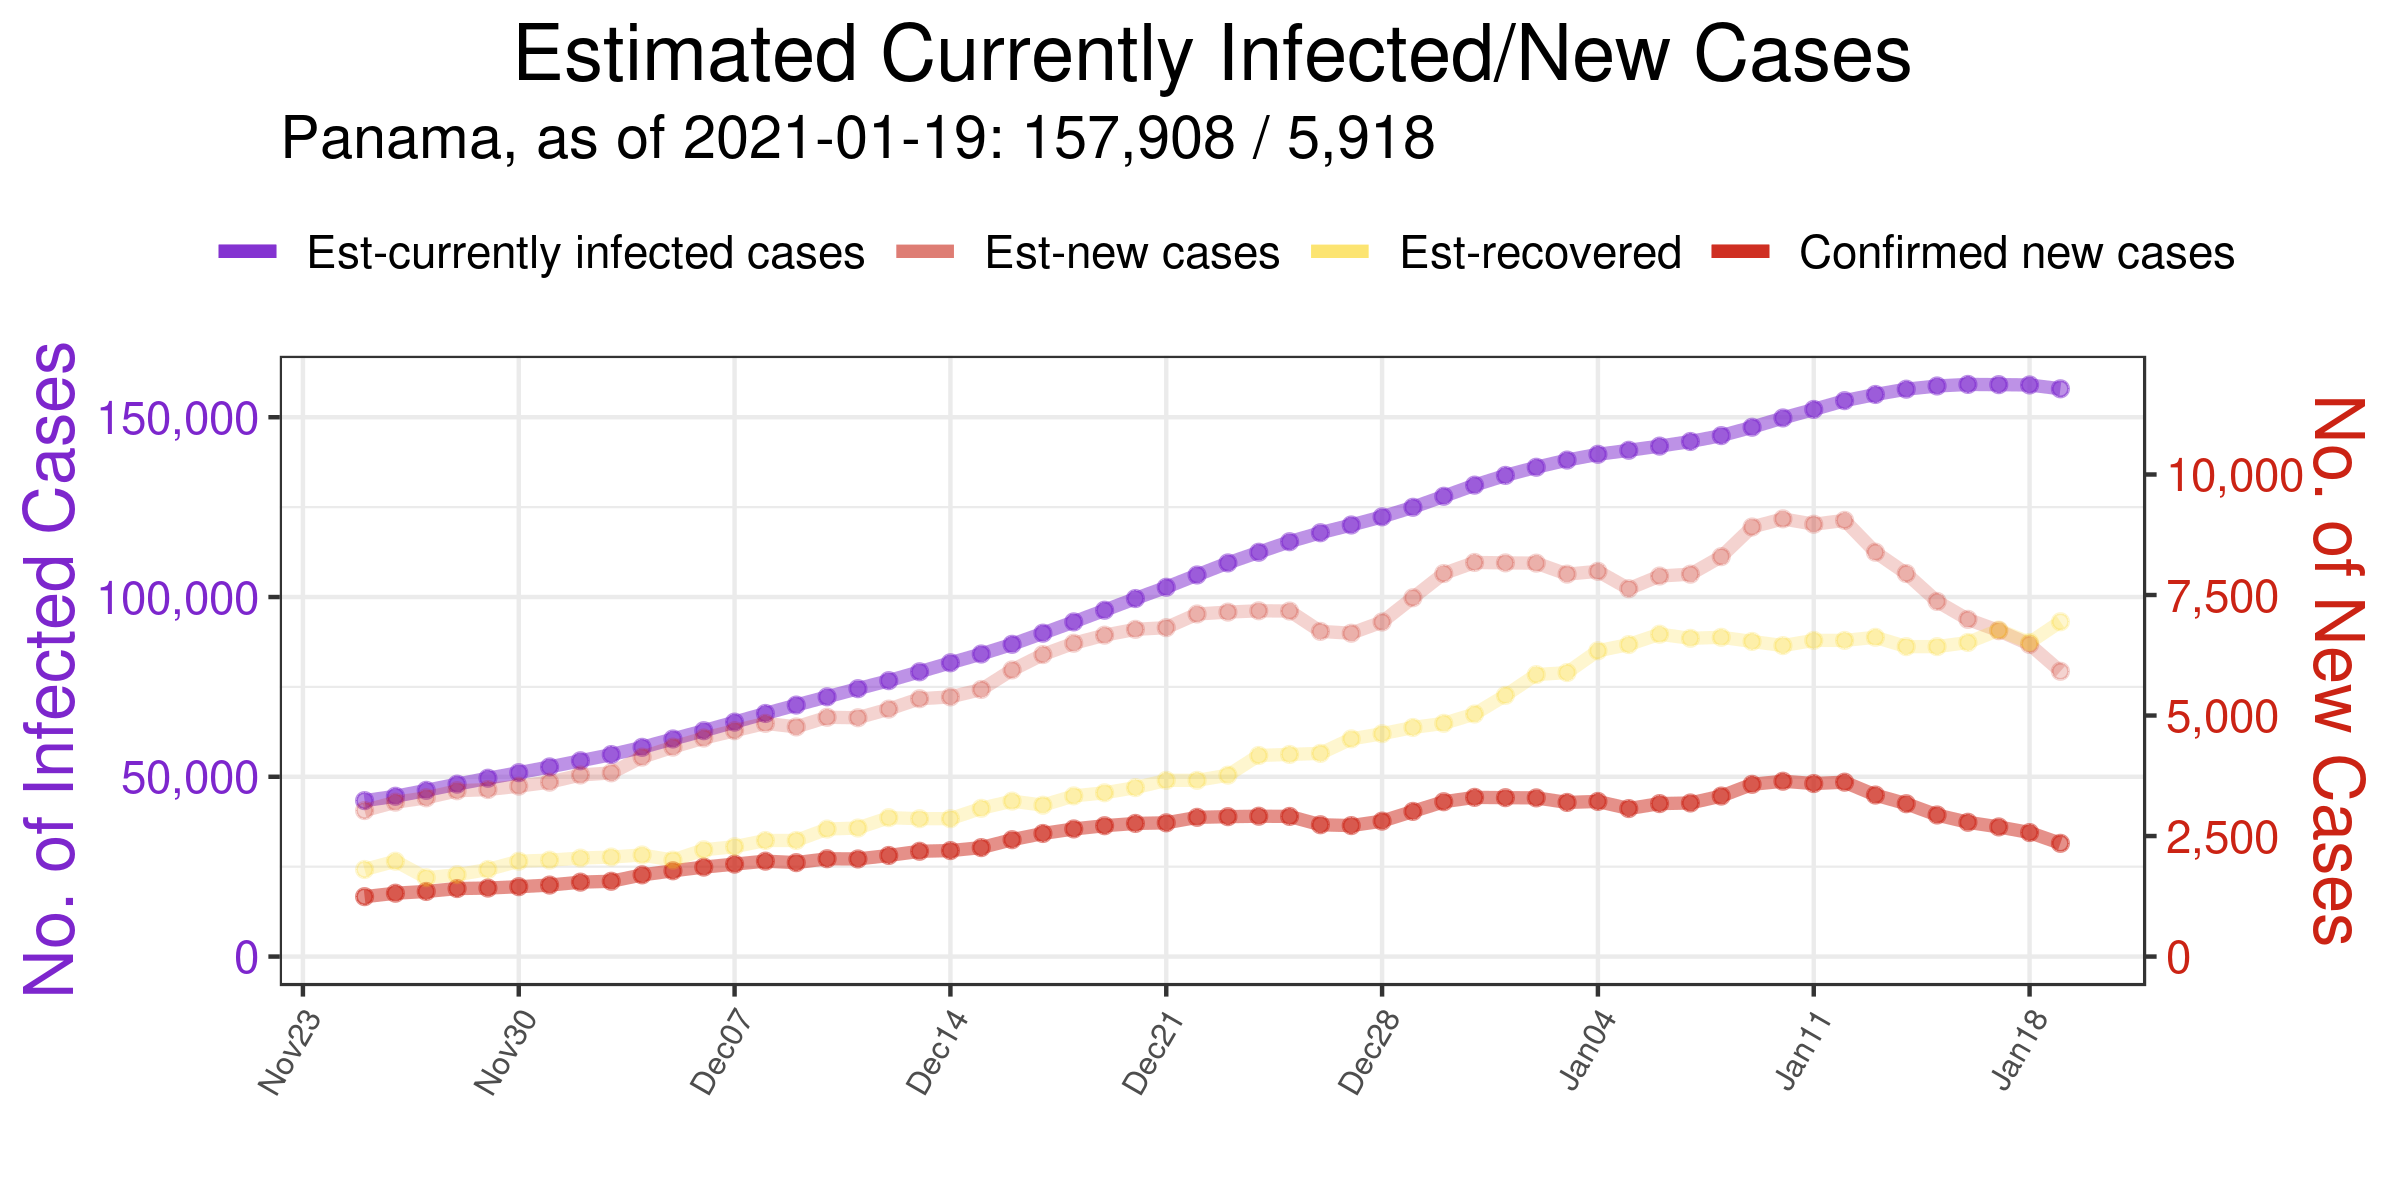 Estimated Currently Infected/New Cases
Panama, as of 2021-01-19: 157,908 / 5,918
Est-currently infected cases Est-new cases Est-recovered Confirmed new cases
No. of Infected Cases
150,000
100,000
50,000
0
10,000
7,500
5,000
2,500
0
No. of New Cases
Nov23 Nov30 Dec07 Dec14 Dec21 Dec28 Jan04 Jan11 Jan18